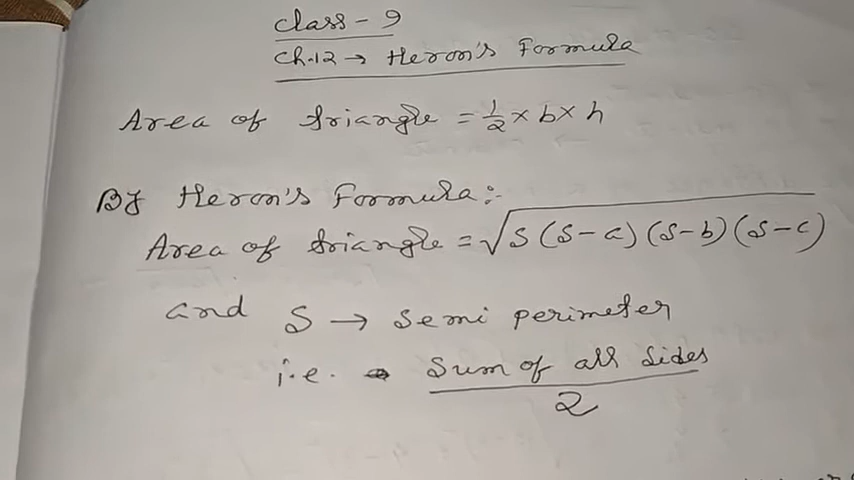 Class - 9
Ch.12 → Heron's Formula
Area of triangle = 1/2 × b × h
By Heron's Formula:-
Area of triangle = √S(S-a)(S-b)(S-c)
and S → Semi perimeter
i.e. → Sum of all sides
2